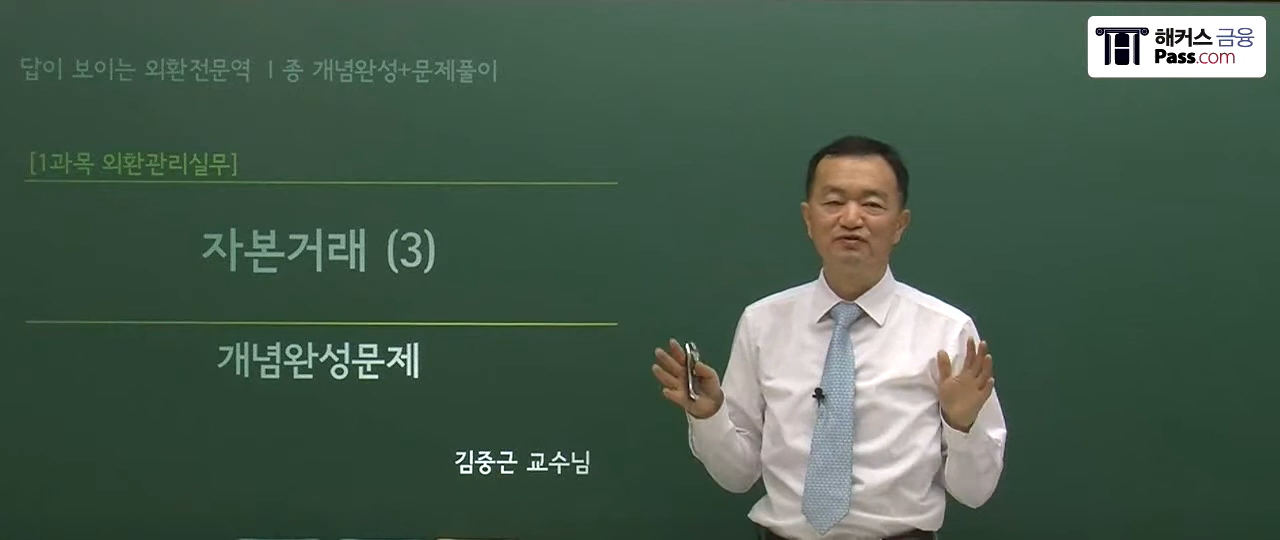 답이 보이는 외환전문역 Ⅰ종 개념완성+문제풀이
해커스 금융
Pass.com
[1과목 외환관리실무]
자본거래 (3)
개념완성문제
김중근 교수님